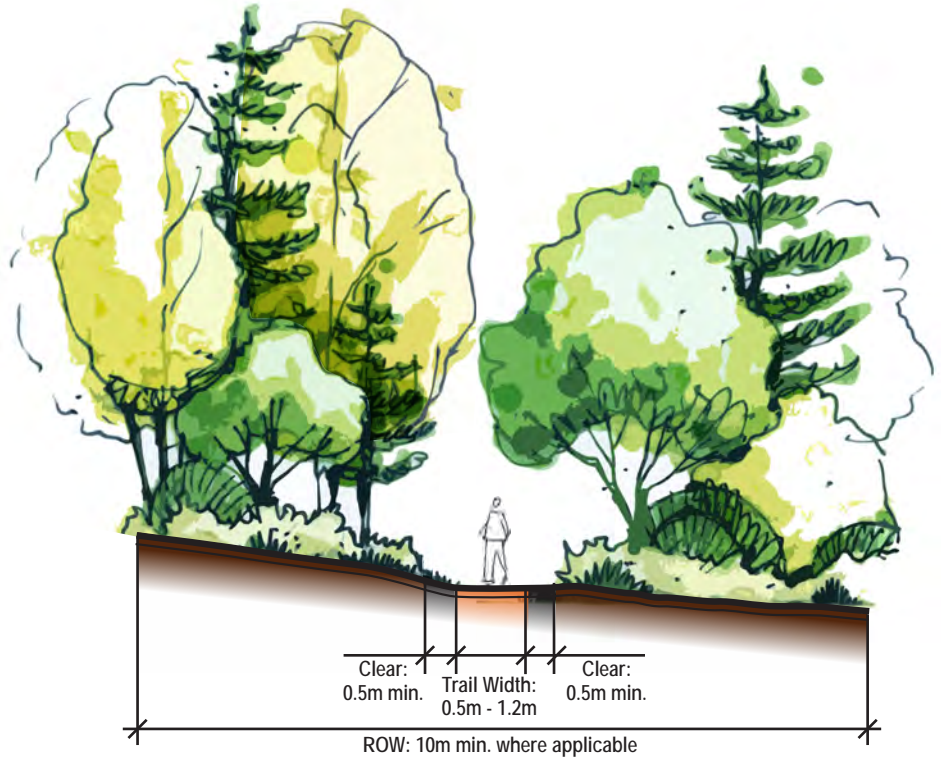 Clear:
0.5m min.
Trail Width:
0.5m - 1.2m
Clear:
0.5m min.
ROW: 10m min. where applicable